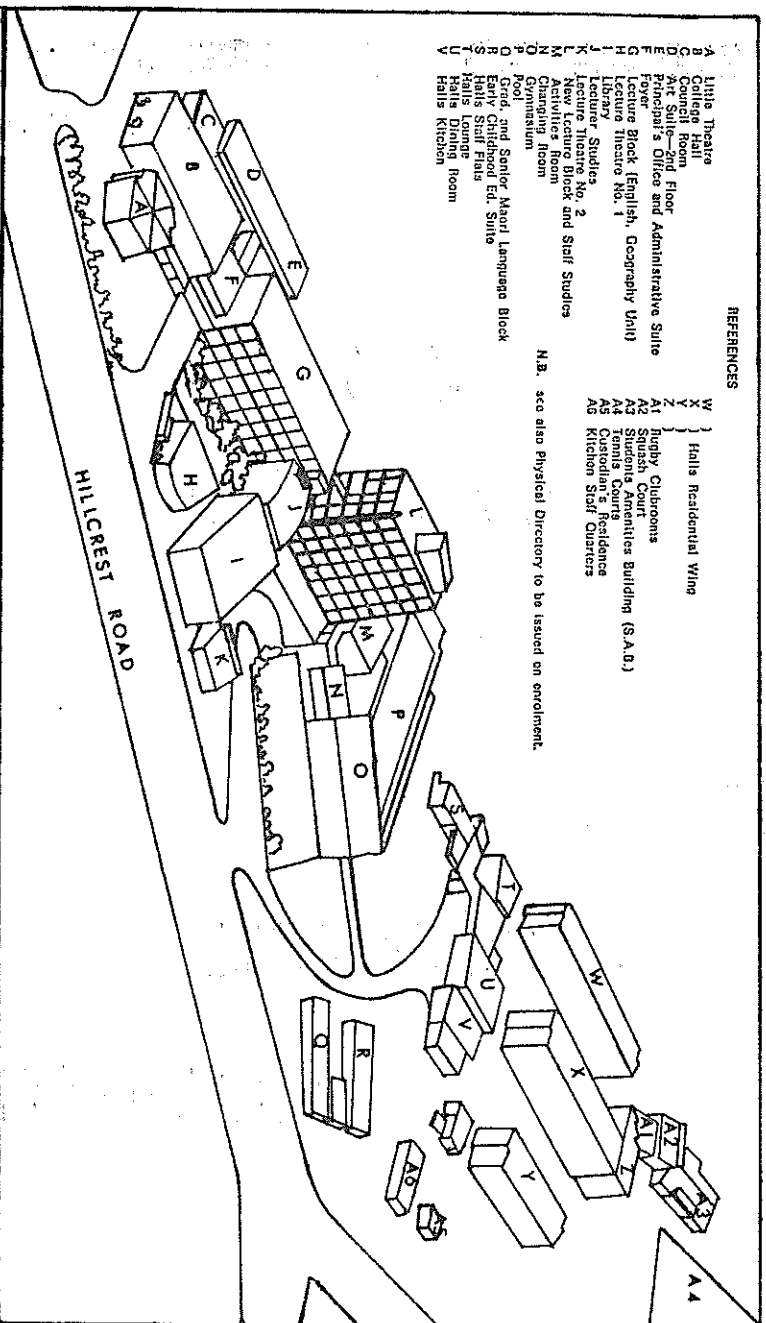 REFERENCES
A Little Theatre
B College Hall
C Council Room
D Art Suite—2nd Floor
E Principal's Office and Administrative Suite
F Foyer
G Lecture Block (English, Geography Unit)
H Lecture Theatre No. 1
I Library
J Lecturer Studies
K Lecture Theatre No. 2
L New Lecture Block and Staff Studies
M Activities Room
N Changing Room
O Gymnasium
P Pool
Q Grad. and Senior Maori Language Block
R Early Childhood Ed. Suite
S Halls Staff Flats
T Halls Lounge
U Halls Dining Room
V Halls Kitchen
W )
X ) Halls Residential Wing
Y )
Z )
A1 Rugby Clubrooms
A2 Squash Court
A3 Students Amenities Building (S.A.B.)
A4 Tennis Courts
A5 Custodian's Residence
A6 Kitchen Staff Quarters
N.B. see also Physical Directory to be issued on enrolment.
C
D
E
B
A
F
G
H
J
I
L
K
M
N
P
O
S
T
U
V
W
X
Q
R
Y
Z
A1
A2
A3
A6
A4
HILLCREST ROAD